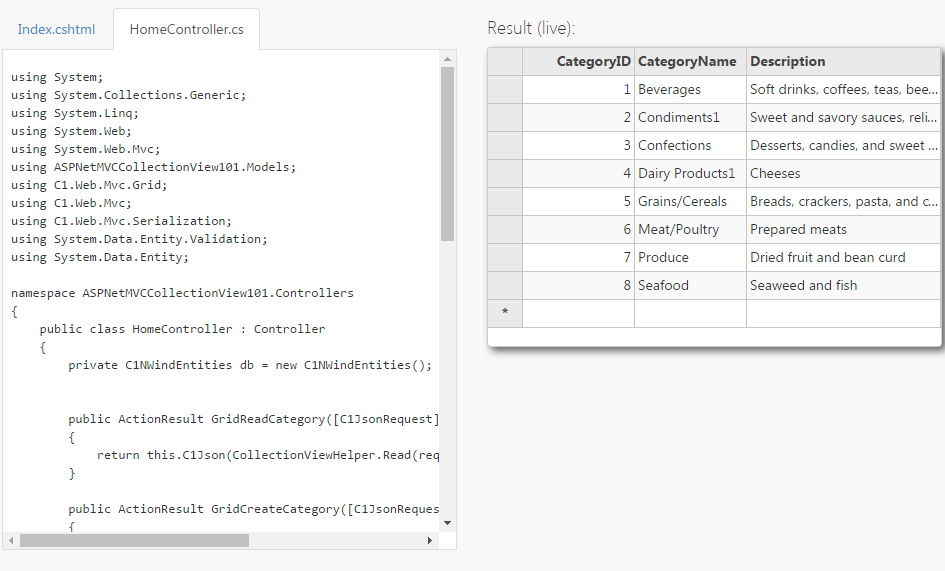 Index.cshtml
HomeController.cs
using System;
using System.Collections.Generic;
using System.Linq;
using System.Web;
using System.Web.Mvc;
using ASPNetMVCCollectionView101.Models;
using C1.Web.Mvc.Grid;
using C1.Web.Mvc;
using C1.Web.Mvc.Serialization;
using System.Data.Entity.Validation;
using System.Data.Entity;
namespace ASPNetMVCCollectionView101.Controllers
{
public class HomeController : Controller
{
private C1NWindEntities db = new C1NWindEntities();
public ActionResult GridReadCategory([C1JsonRequest]
{
return this.C1Json(CollectionViewHelper.Read(req
}
public ActionResult GridCreateCategory([C1JsonReques
{
Result (live):
CategoryID CategoryName Description
1 Beverages Soft drinks, coffees, teas, bee...
2 Condiments1 Sweet and savory sauces, reli...
3 Confections Desserts, candies, and sweet ...
4 Dairy Products1 Cheeses
5 Grains/Cereals Breads, crackers, pasta, and c...
6 Meat/Poultry Prepared meats
7 Produce Dried fruit and bean curd
8 Seafood Seaweed and fish
*